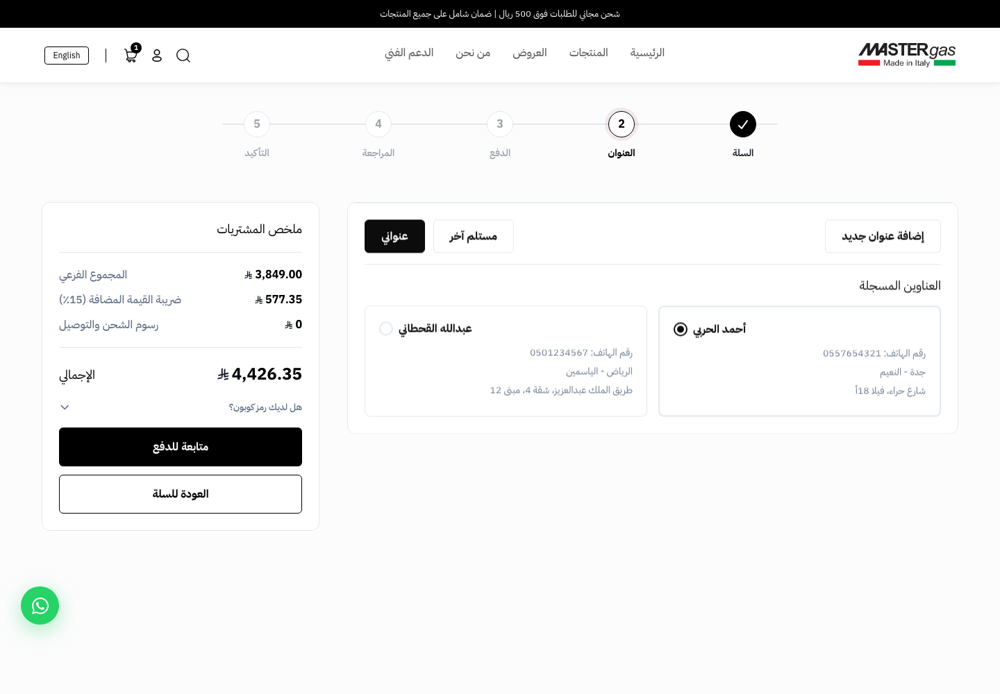 شحن مجاني للطلبات فوق 500 ريال | ضمان شامل على جميع المنتجات
MASTERgas
Made in Italy
الرئيسية
المنتجات
العروض
من نحن
الدعم الفني
1
English
السلة
2
العنوان
3
الدفع
4
المراجعة
5
التأكيد
إضافة عنوان جديد
مستلم آخر
عنواني
العناوين المسجلة
أحمد الحربي
رقم الهاتف: 0557654321
جدة - النعيم
شارع حراء، فيلا 18أ
عبدالله القحطاني
رقم الهاتف: 0501234567
الرياض - الياسمين
طريق الملك عبدالعزيز، شقة 4، مبنى 12
ملخص المشتريات
3,849.00 المجموع الفرعي
577.35 ضريبة القيمة المضافة (15٪)
0 رسوم الشحن والتوصيل
4,426.35 الإجمالي
هل لديك رمز كوبون؟
متابعة للدفع
العودة للسلة